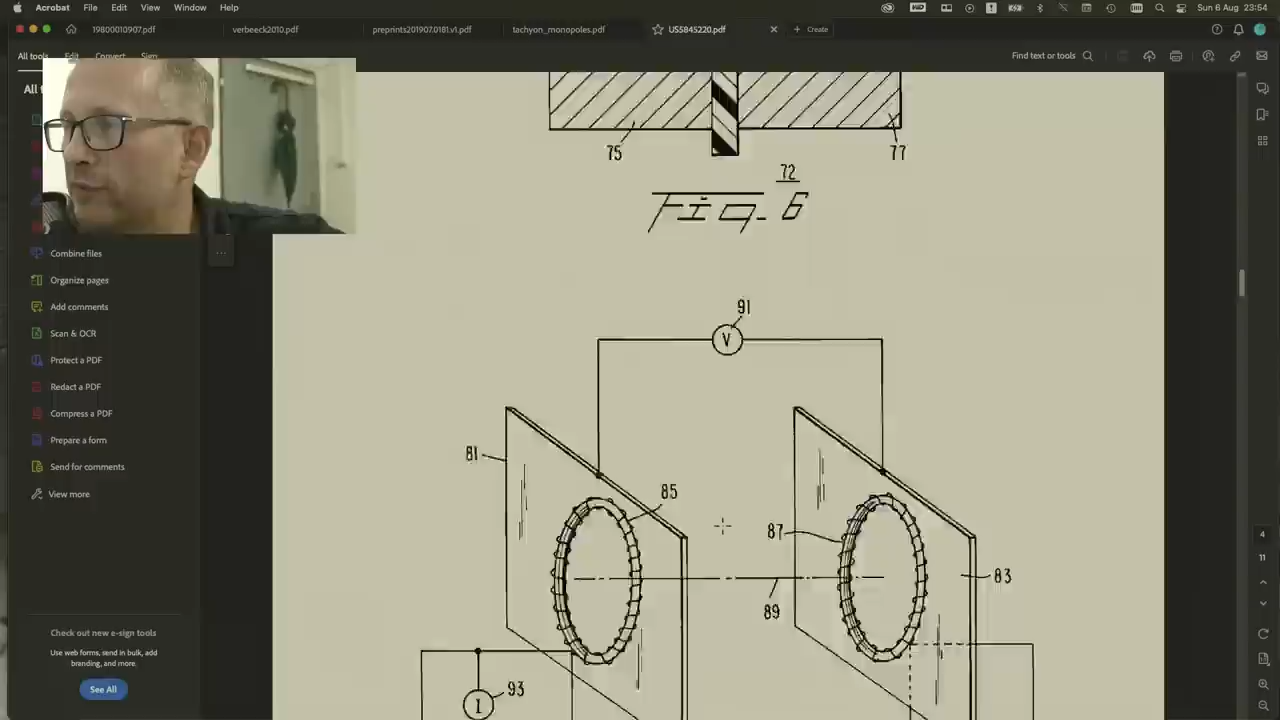 Acrobat File Edit View Window Help
Sun 6 Aug 23:54
19800010907.pdf verbeeck2010.pdf preprints201907.0181.v1.pdf tachyon_monopoles.pdf US5845220.pdf Create
All tools Edit Convert Sign
Find text or tools
All t
75
77
72
Fig. 6
Combine files
Organize pages
Add comments
Scan & OCR
Protect a PDF
Redact a PDF
Compress a PDF
Prepare a form
Send for comments
View more
91
V
81
85
87
83
89
93
I
4
11
Check out new e-sign tools
Use web forms, send in bulk, add
branding, and more.
See All